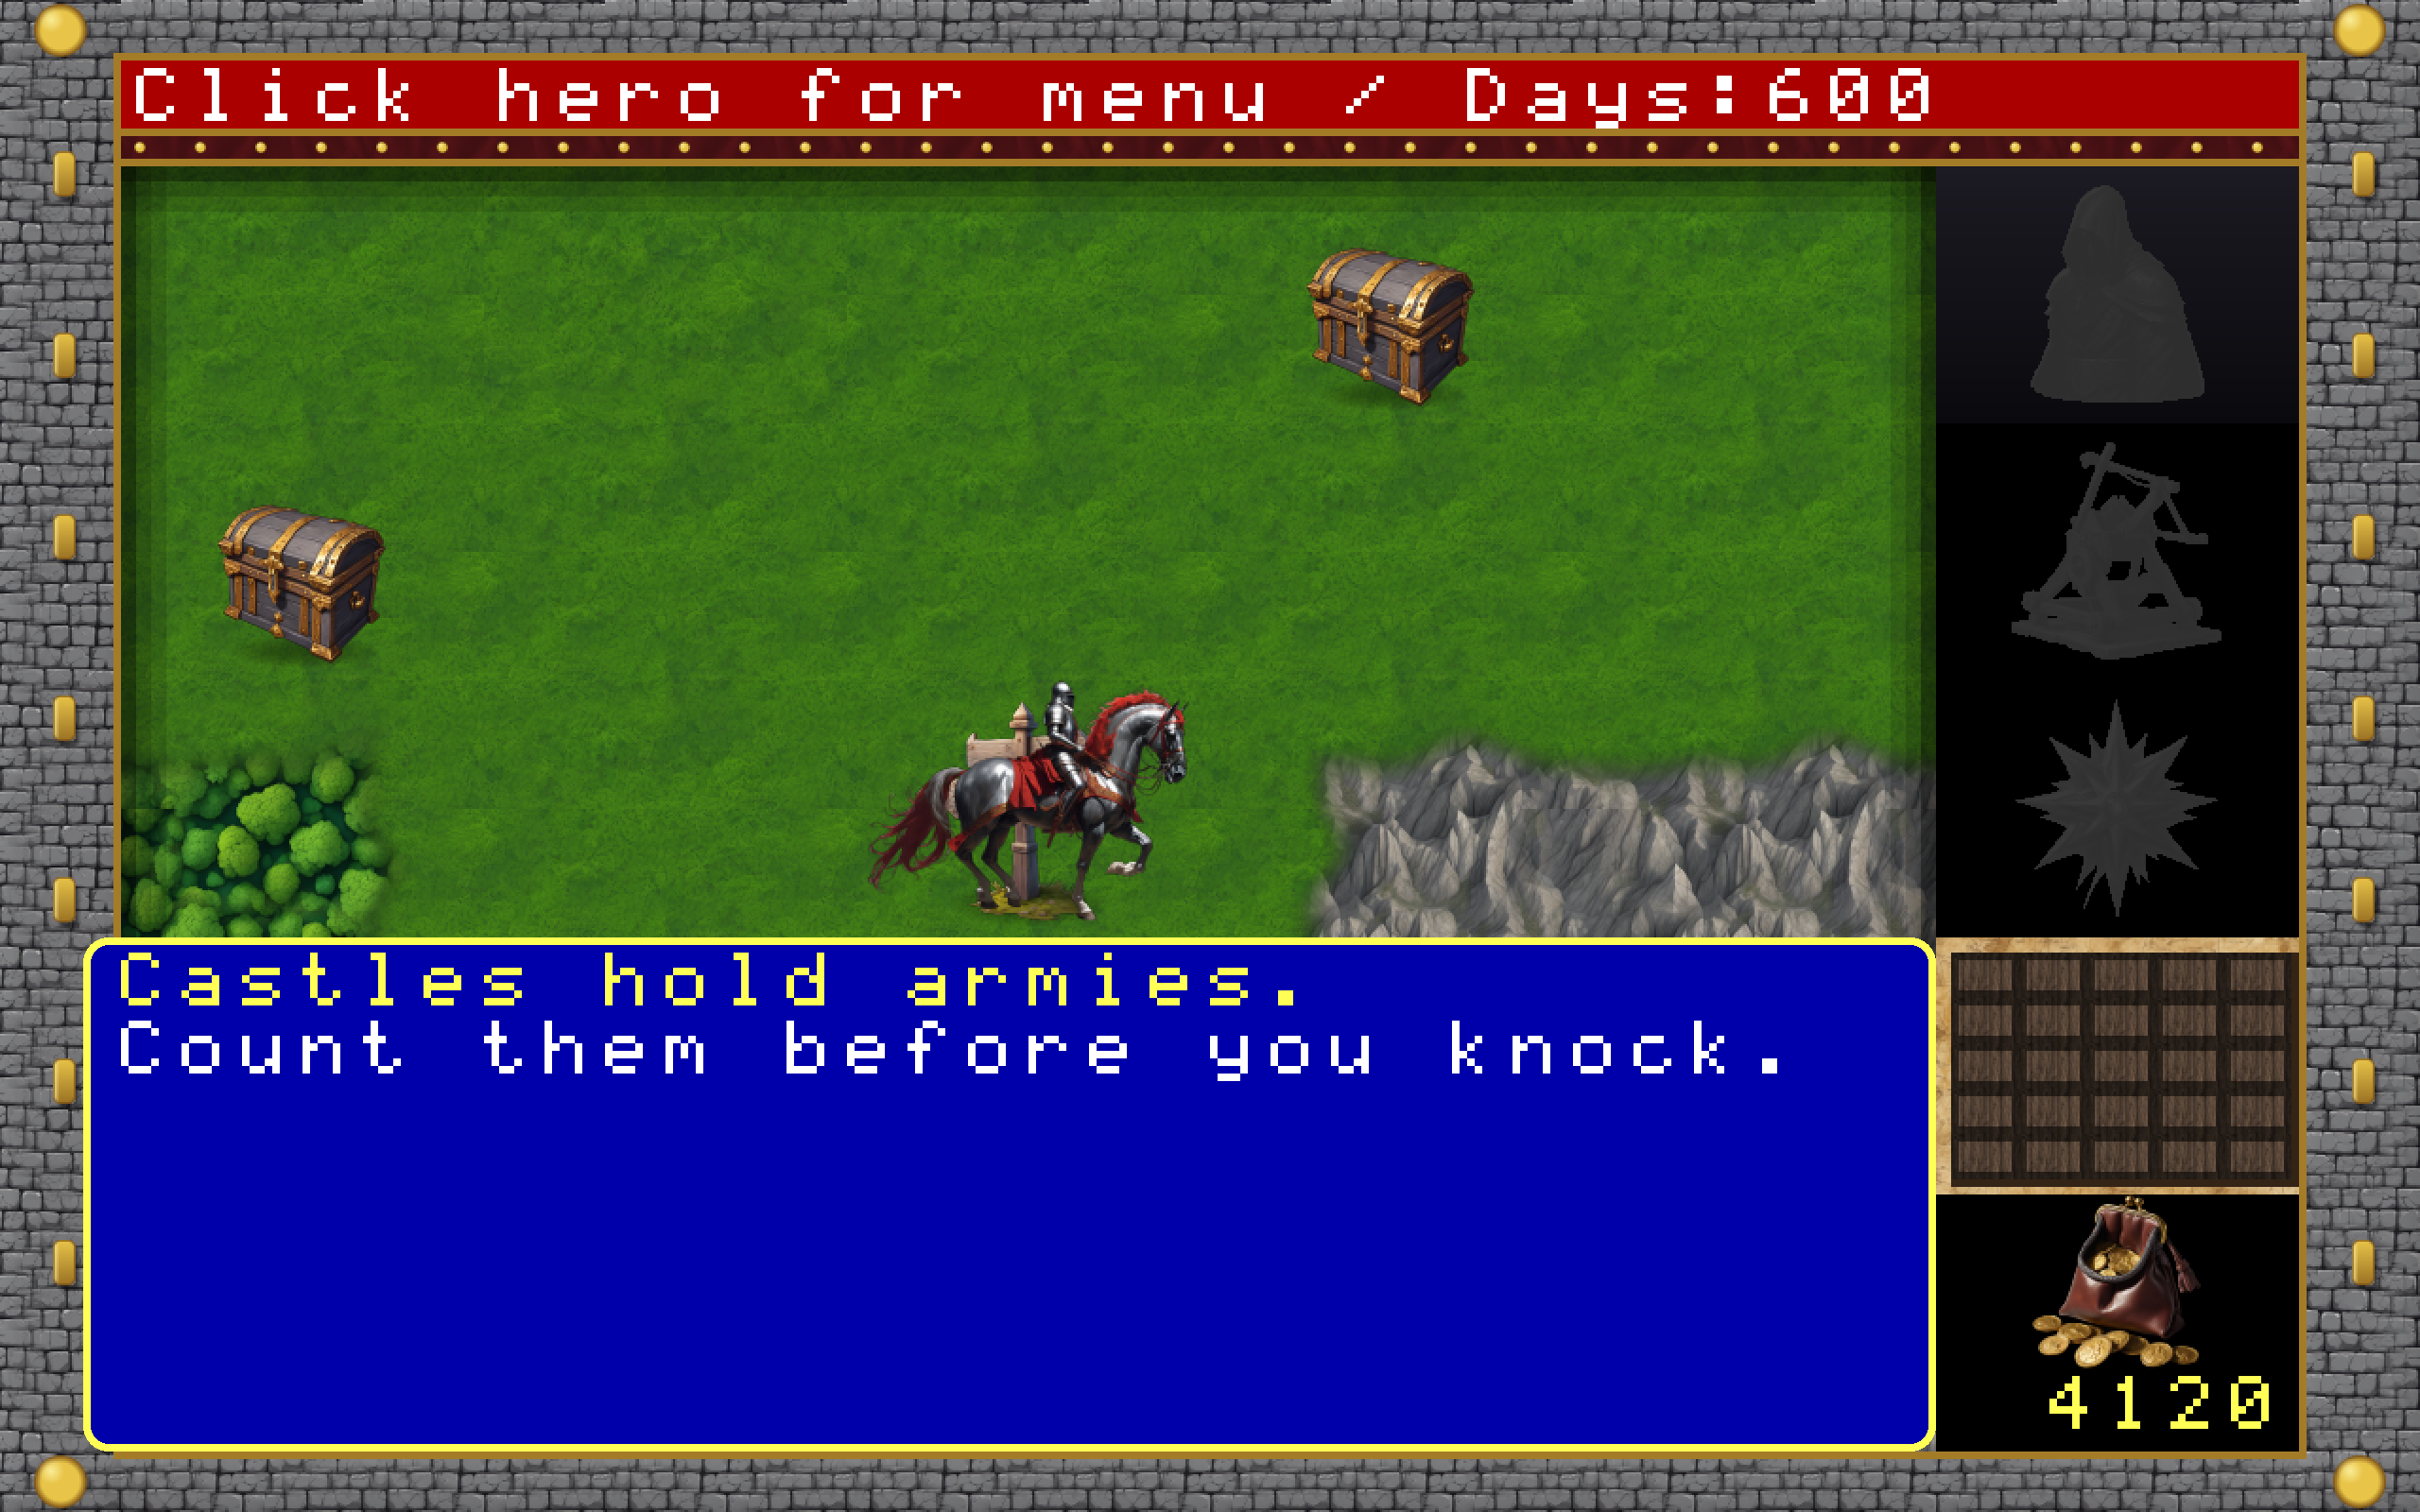 Click hero for menu / Days:600
Castles hold armies.
Count them before you knock.
4120